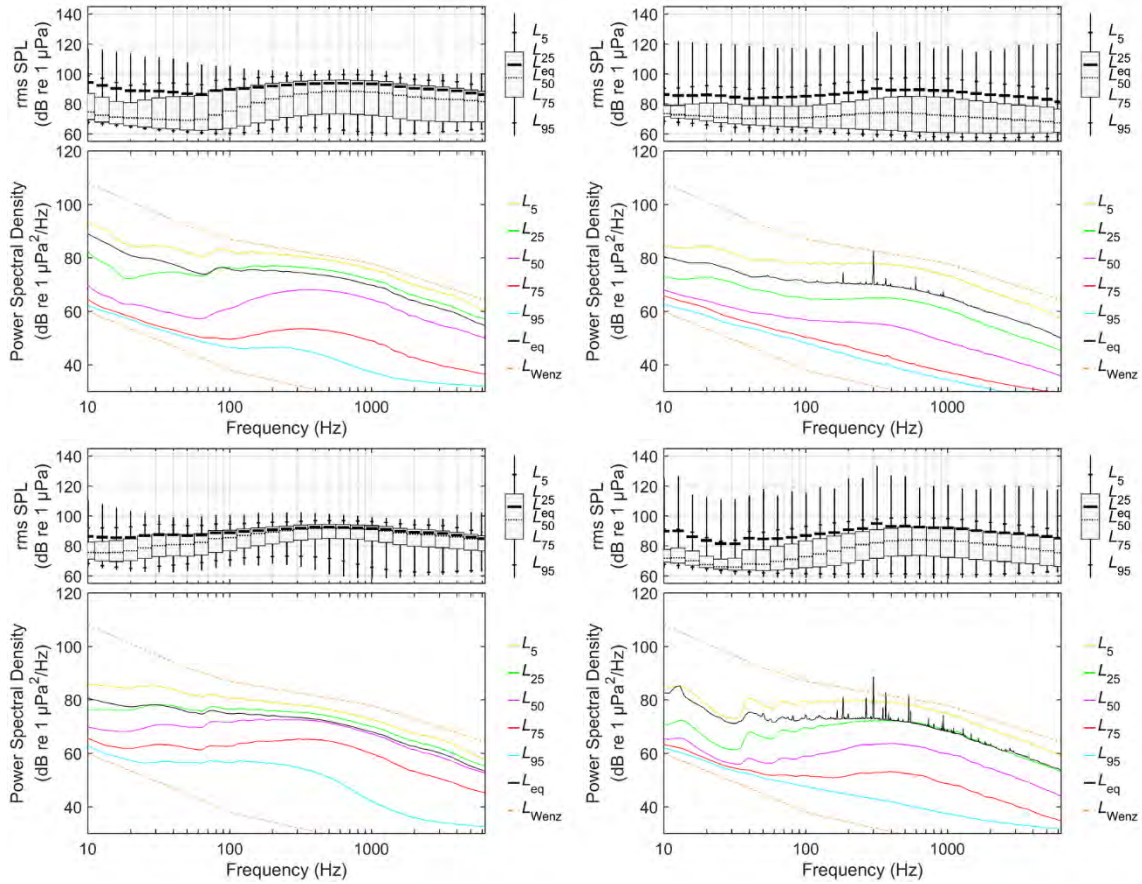 rms SPL
(dB re 1 µPa)
140
120
100
80
60
L5
L25
Leq
L50
L75
L95
Power Spectral Density
(dB re 1 µPa²/Hz)
120
100
80
60
40
10
100
1000
Frequency (Hz)
L5
L25
L50
L75
L95
Leq
LWenz
rms SPL
(dB re 1 µPa)
140
120
100
80
60
L5
L25
Leq
L50
L75
L95
Power Spectral Density
(dB re 1 µPa²/Hz)
120
100
80
60
40
10
100
1000
Frequency (Hz)
L5
L25
L50
L75
L95
Leq
LWenz
rms SPL
(dB re 1 µPa)
140
120
100
80
60
L5
L25
Leq
L50
L75
L95
Power Spectral Density
(dB re 1 µPa²/Hz)
120
100
80
60
40
10
100
1000
Frequency (Hz)
L5
L25
L50
L75
L95
Leq
LWenz
rms SPL
(dB re 1 µPa)
140
120
100
80
60
L5
L25
Leq
L50
L75
L95
Power Spectral Density
(dB re 1 µPa²/Hz)
120
100
80
60
40
10
100
1000
Frequency (Hz)
L5
L25
L50
L75
L95
Leq
LWenz